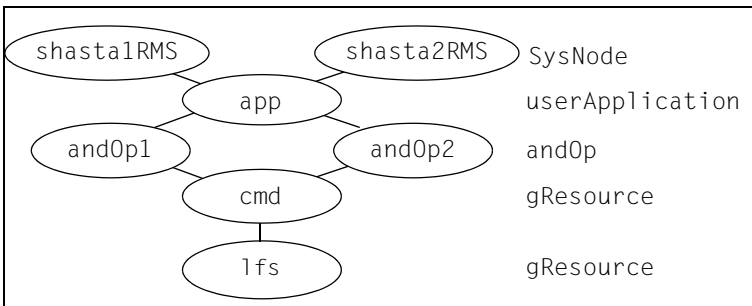 shasta1RMS shasta2RMS SysNode
app userApplication
andOp1 andOp2 andOp
cmd gResource
lfs gResource